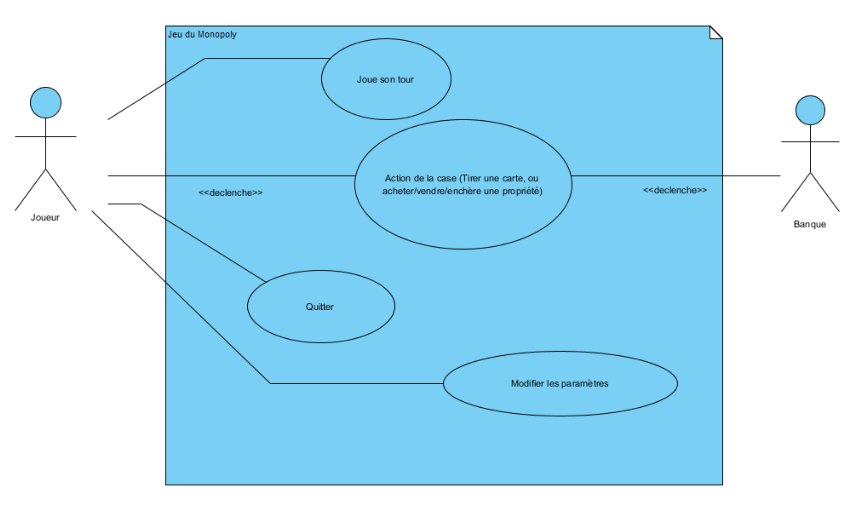 Jeu du Monopoly
Joue son tour
Action de la case (Tirer une carte, ou
acheter/vendre/enchère une propriété)
<<declenche>>
<<declenche>>
Joueur
Banque
Quitter
Modifier les paramètres